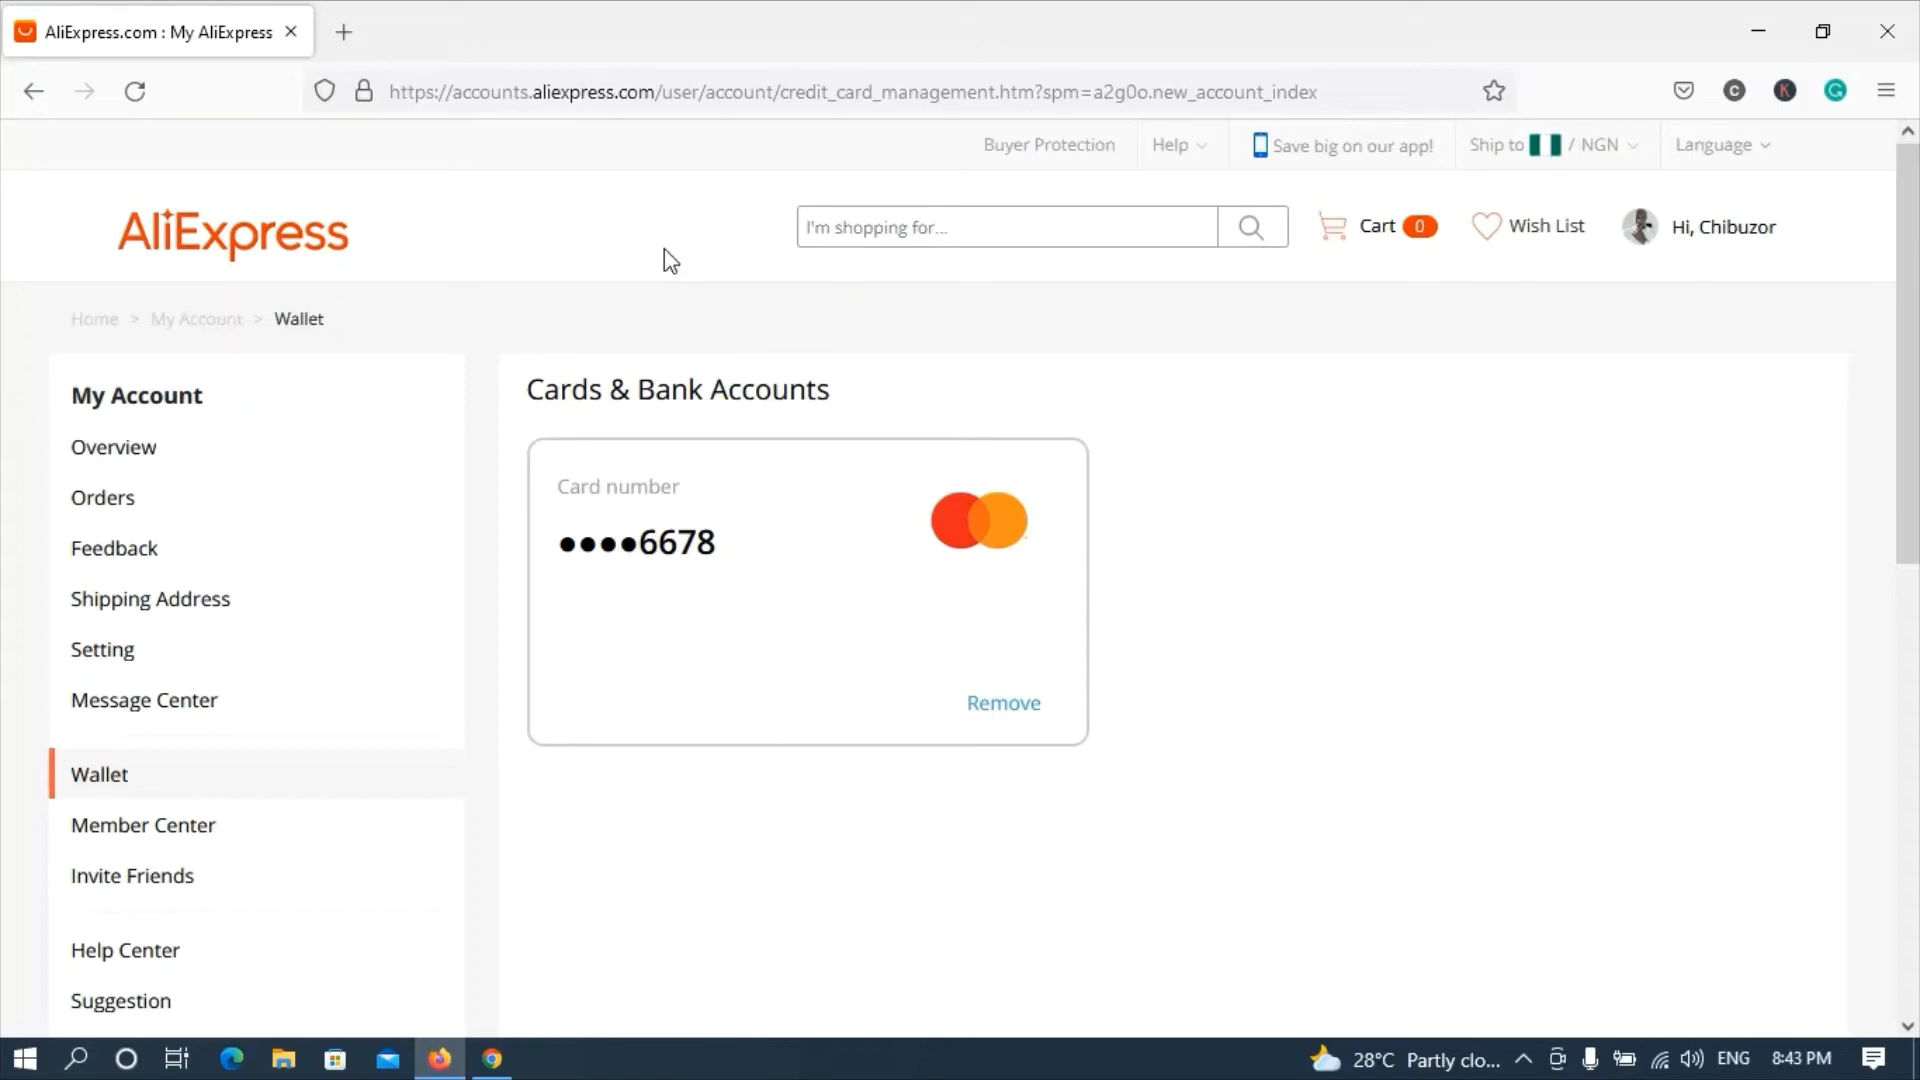 AliExpress.com : My AliExpress
https://accounts.aliexpress.com/user/account/credit_card_management.htm?spm=a2g0o.new_account_index
C K G
Buyer Protection Help Save big on our app! Ship to / NGN Language
AliExpress
I'm shopping for...
Cart 0 Wish List Hi, Chibuzor
Home > My Account > Wallet
My Account
Overview
Orders
Feedback
Shipping Address
Setting
Message Center
Wallet
Member Center
Invite Friends
Help Center
Suggestion
Cards & Bank Accounts
Card number
●●●●6678
Remove
28°C Partly clo... ENG 8:43 PM